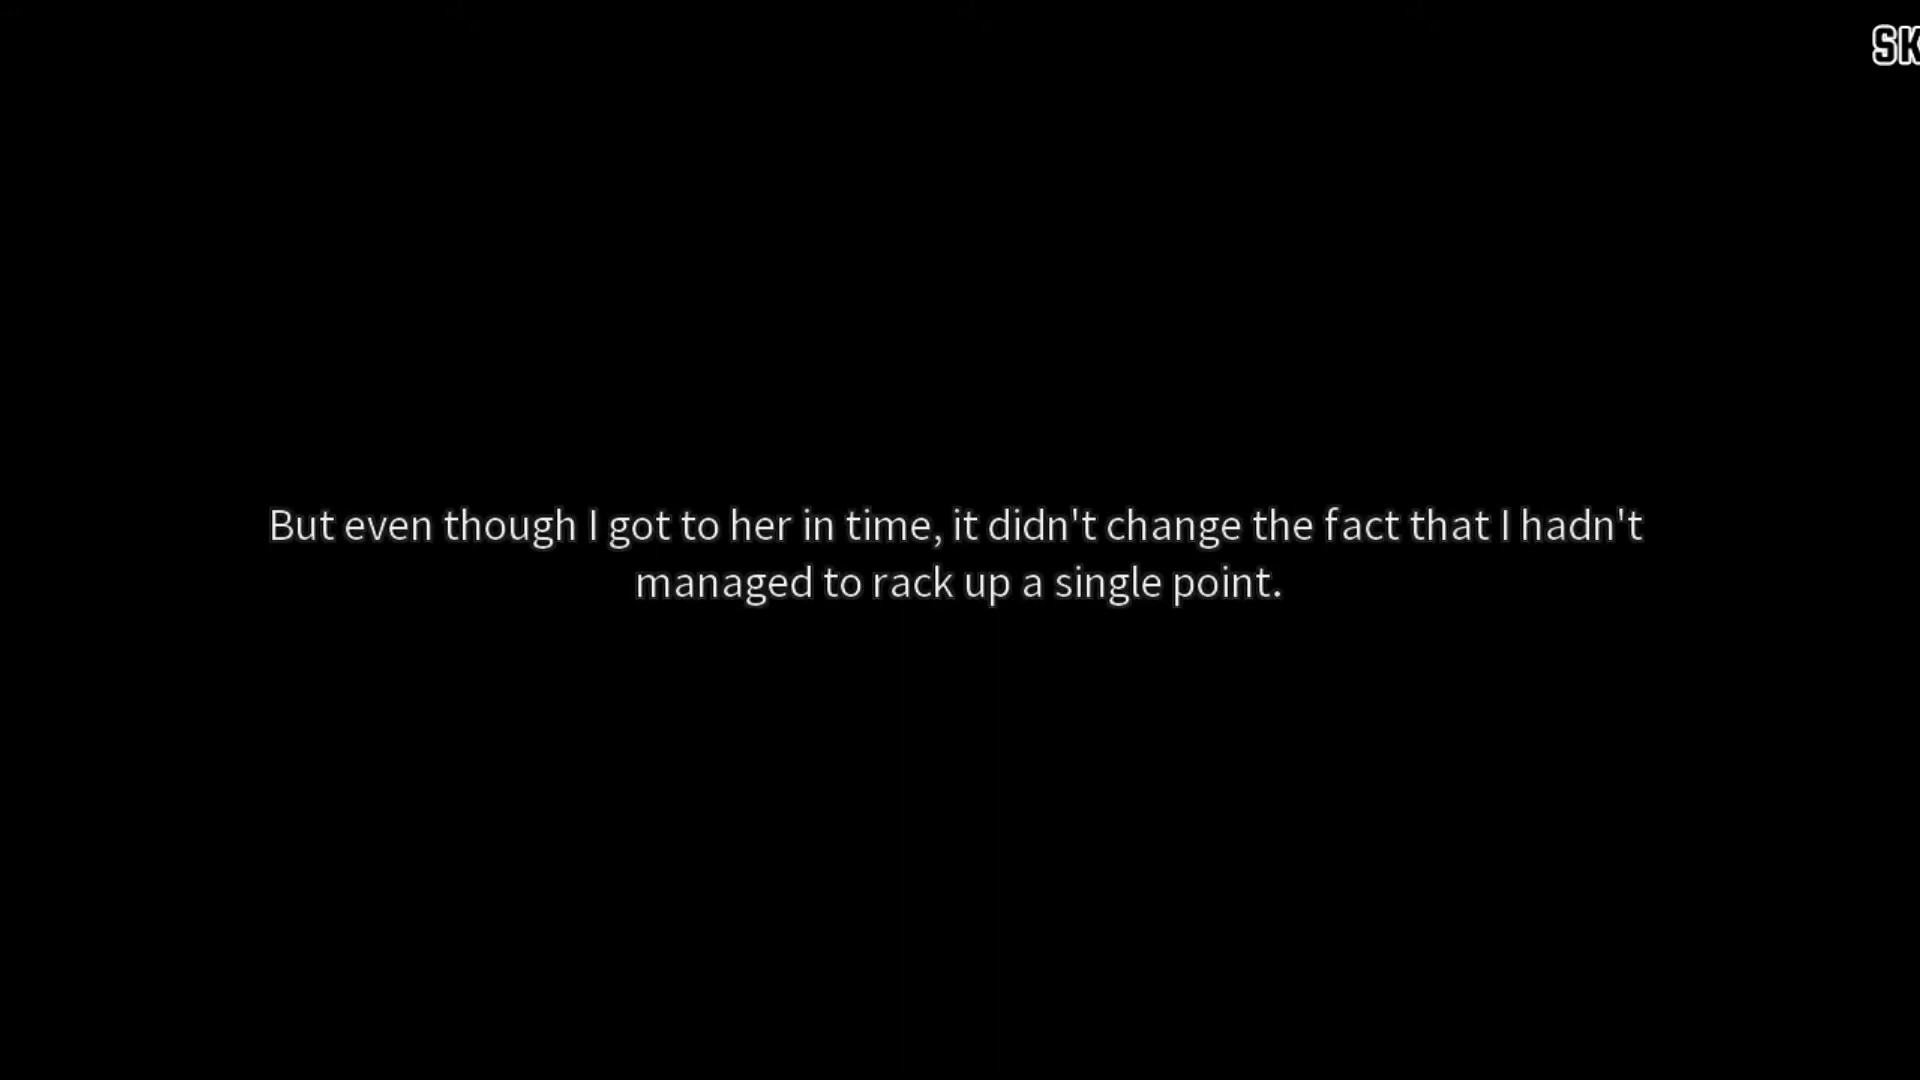 SK
But even though I got to her in time, it didn't change the fact that I hadn't
managed to rack up a single point.